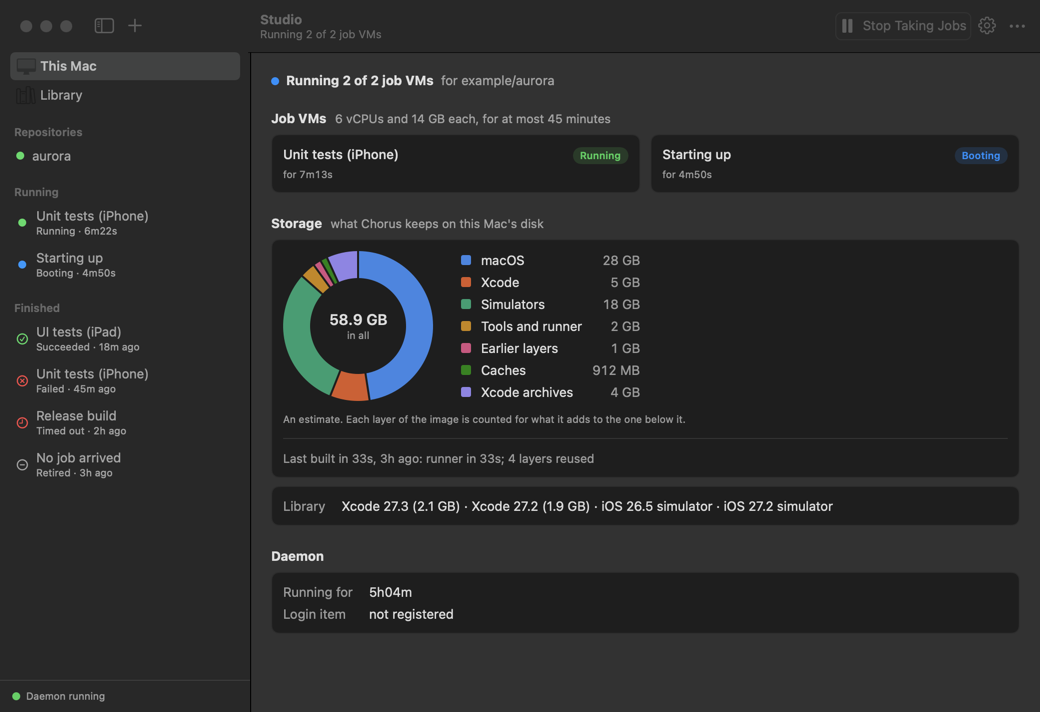 Studio
Running 2 of 2 job VMs
Stop Taking Jobs
This Mac
Library
Repositories
aurora
Running
Unit tests (iPhone)
Running · 6m22s
Starting up
Booting · 4m50s
Finished
UI tests (iPad)
Succeeded · 18m ago
Unit tests (iPhone)
Failed · 45m ago
Release build
Timed out · 2h ago
No job arrived
Retired · 3h ago
Daemon running
Running 2 of 2 job VMs for example/aurora
Job VMs 6 vCPUs and 14 GB each, for at most 45 minutes
Unit tests (iPhone) Running
for 7m13s
Starting up Booting
for 4m50s
Storage what Chorus keeps on this Mac's disk
58.9 GB
in all
macOS 28 GB
Xcode 5 GB
Simulators 18 GB
Tools and runner 2 GB
Earlier layers 1 GB
Caches 912 MB
Xcode archives 4 GB
An estimate. Each layer of the image is counted for what it adds to the one below it.
Last built in 33s, 3h ago: runner in 33s; 4 layers reused
Library Xcode 27.3 (2.1 GB) · Xcode 27.2 (1.9 GB) · iOS 26.5 simulator · iOS 27.2 simulator
Daemon
Running for 5h04m
Login item not registered